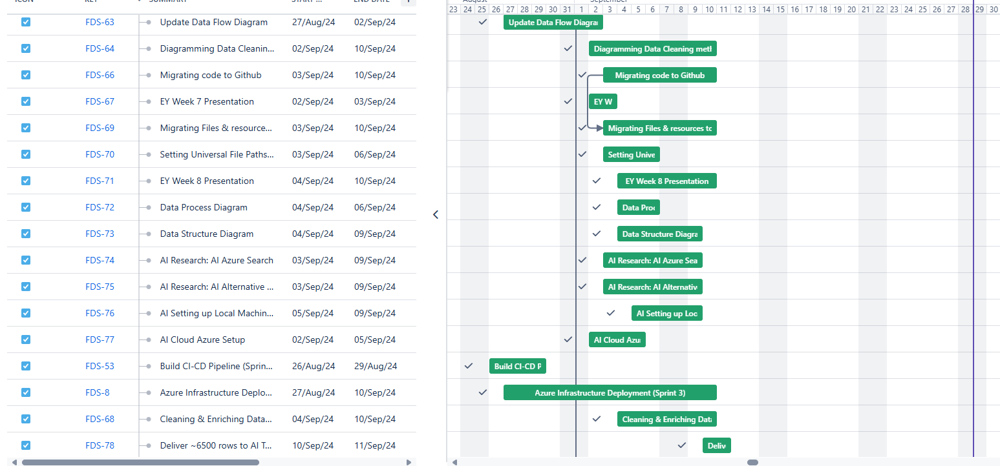 ICON KEY SUMMARY START ... END DATE +
August September
23 24 25 26 27 28 29 30 31 1 2 3 4 5 6 7 8 9 10 11 12 13 14 15 16 17 18 19 20 21 22 23 24 25 26 27 28 29 30
FDS-63 Update Data Flow Diagram 27/Aug/24 02/Sep/24 Update Data Flow Diagra
FDS-64 Diagramming Data Cleanin... 02/Sep/24 10/Sep/24 Diagramming Data Cleaning met
FDS-66 Migrating code to Github 03/Sep/24 10/Sep/24 Migrating code to Github
FDS-67 EY Week 7 Presentation 02/Sep/24 03/Sep/24 EY W
FDS-69 Migrating Files & resource... 03/Sep/24 10/Sep/24 Migrating Files & resources to
FDS-70 Setting Universal File Paths... 03/Sep/24 06/Sep/24 Setting Unive
FDS-71 EY Week 8 Presentation 04/Sep/24 10/Sep/24 EY Week 8 Presentation
FDS-72 Data Process Diagram 04/Sep/24 06/Sep/24 Data Proc
FDS-73 Data Structure Diagram 04/Sep/24 09/Sep/24 Data Structure Diagra
FDS-74 AI Research: AI Azure Search 03/Sep/24 09/Sep/24 AI Research: AI Azure Sea
FDS-75 AI Research: AI Alternative ... 03/Sep/24 09/Sep/24 AI Research: AI Alternativ
FDS-76 AI Setting up Local Machin... 05/Sep/24 09/Sep/24 AI Setting up Loc
FDS-77 AI Cloud Azure Setup 02/Sep/24 05/Sep/24 AI Cloud Azu
FDS-53 Build CI-CD Pipeline (Sprin... 26/Aug/24 29/Aug/24 Build CI-CD P
FDS-8 Azure Infrastructure Deplo... 27/Aug/24 10/Sep/24 Azure Infrastructure Deployment (Sprint 3)
FDS-68 Cleaning & Enriching Data... 04/Sep/24 10/Sep/24 Cleaning & Enriching Dat
FDS-78 Deliver ~6500 rows to AI T... 10/Sep/24 11/Sep/24 Deliv